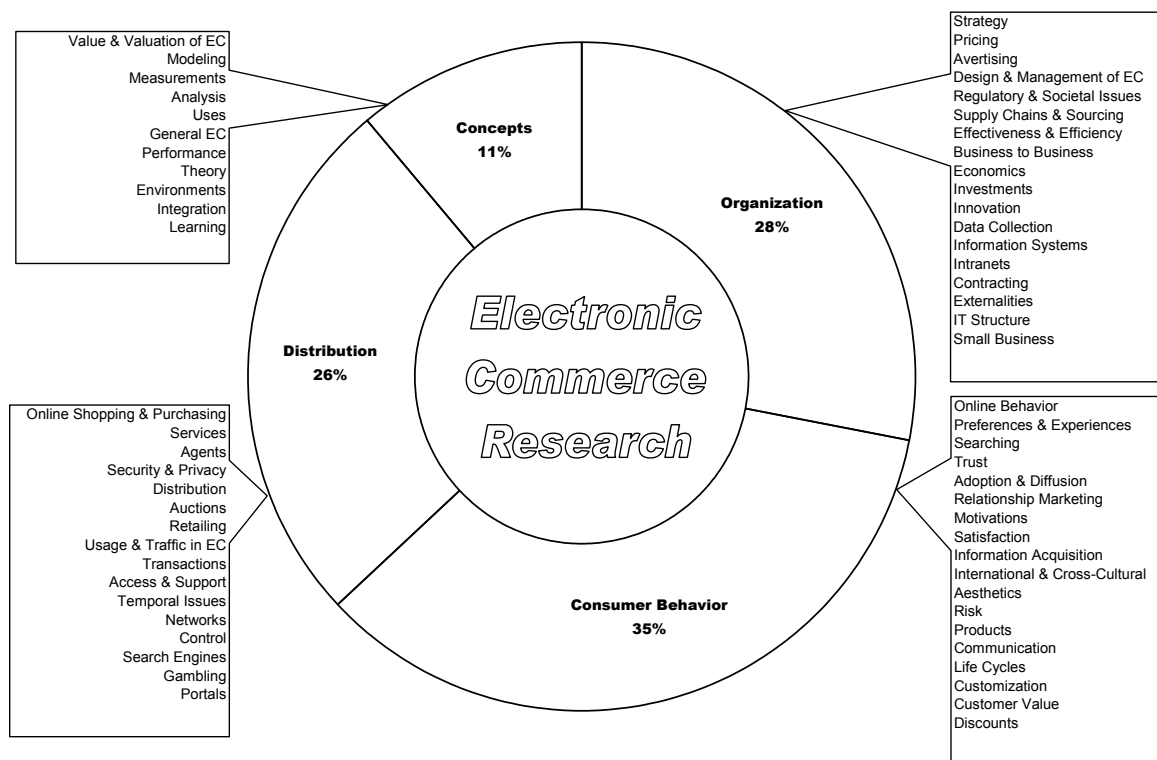 Value & Valuation of EC
Modeling
Measurements
Analysis
Uses
General EC
Performance
Theory
Environments
Integration
Learning
Concepts
11%
Strategy
Pricing
Avertising
Design & Management of EC
Regulatory & Societal Issues
Supply Chains & Sourcing
Effectiveness & Efficiency
Business to Business
Economics
Investments
Innovation
Data Collection
Information Systems
Intranets
Contracting
Externalities
IT Structure
Small Business
Organization
28%
Electronic
Commerce
Research
Distribution
26%
Online Shopping & Purchasing
Services
Agents
Security & Privacy
Distribution
Auctions
Retailing
Usage & Traffic in EC
Transactions
Access & Support
Temporal Issues
Networks
Control
Search Engines
Gambling
Portals
Consumer Behavior
35%
Online Behavior
Preferences & Experiences
Searching
Trust
Adoption & Diffusion
Relationship Marketing
Motivations
Satisfaction
Information Acquisition
International & Cross-Cultural
Aesthetics
Risk
Products
Communication
Life Cycles
Customization
Customer Value
Discounts